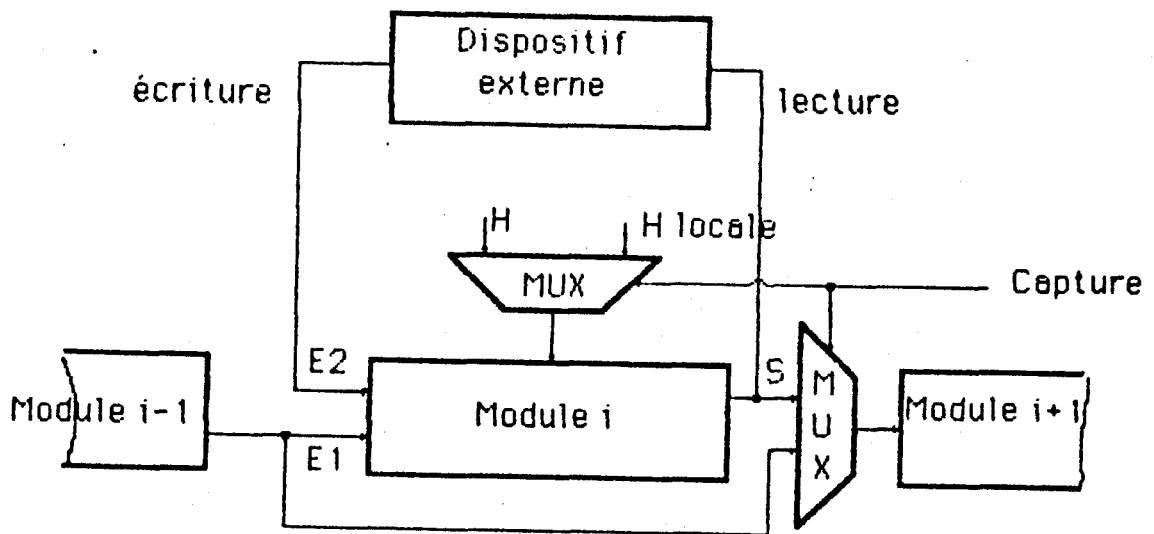 Dispositif
externe
écriture
lecture
H
H locale
MUX
Capture
E2
S
M
U
X
Module i-1
Module i
Module i+1
E1